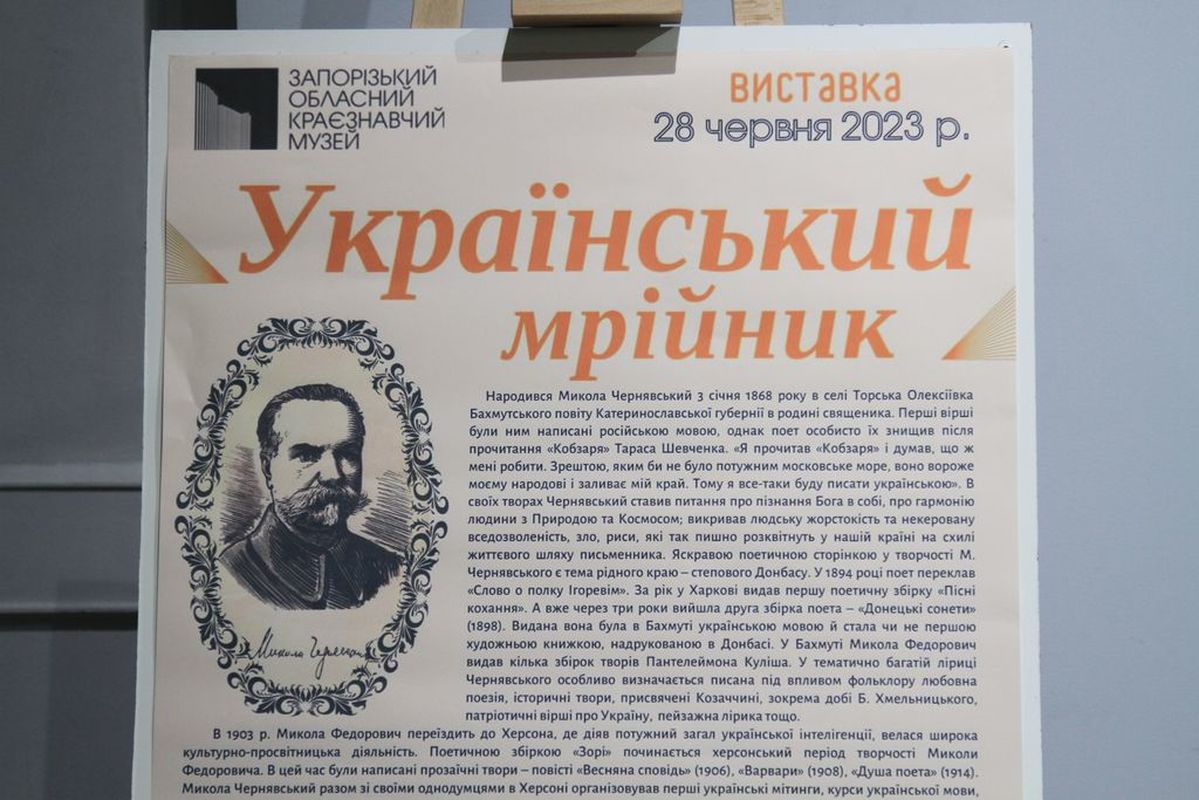 ЗАПОРІЗЬКИЙ
ОБЛАСНИЙ
КРАЄЗНАВЧИЙ
МУЗЕЙ
виставка
28 червня 2023 р.
Український
мрійник
Народився Микола Чернявський 3 січня 1868 року в селі Торська Олексіївка
Бахмутського повіту Катеринославської губернії в родині священика. Перші вірші
були ним написані російською мовою, однак поет особисто їх знищив після
прочитання «Кобзаря» Тараса Шевченка. «Я прочитав «Кобзаря» і думав, що ж
мені робити. Зрештою, яким би не було потужним московське море, воно вороже
моєму народові і заливає мій край. Тому я все-таки буду писати українською». В
своїх творах Чернявський ставив питання про пізнання Бога в собі, про гармонію
людини з Природою та Космосом; викривав людську жорстокість та некеровану
вседозволеність, зло, риси, які так пишно розквітнуть у нашій країні на схилі
життєвого шляху письменника. Яскравою поетичною сторінкою у творчості М.
Чернявського є тема рідного краю – степового Донбасу. У 1894 році поет переклав
«Слово о полку Ігоревім». За рік у Харкові видав першу поетичну збірку «Пісні
кохання». А вже через три роки вийшла друга збірка поета – «Донецькі сонети»
(1898). Видана вона була в Бахмуті українською мовою й стала чи не першою
художньою книжкою, надрукованою в Донбасі. У Бахмуті Микола Федорович
видав кілька збірок творів Пантелеймона Куліша. У тематично багатій ліриці
Чернявського особливо визначається писана під впливом фольклору любовна
поезія, історичні твори, присвячені Козаччині, зокрема добі Б. Хмельницького,
патріотичні вірші про Україну, пейзажна лірика тощо.
Микола Чернявськ
В 1903 р. Микола Федорович переїздить до Херсона, де діяв потужний загал української інтелігенції, велася широка
культурно-просвітницька діяльність. Поетичною збіркою «Зорі» починається херсонський період творчості Миколи
Федоровича. В цей час були написані прозаїчні твори – повісті «Весняна сповідь» (1906), «Варвари» (1908), «Душа поета» (1914).
Микола Чернявський разом зі своїми однодумцями в Херсоні організовував перші українські мітинги, курси української мови,